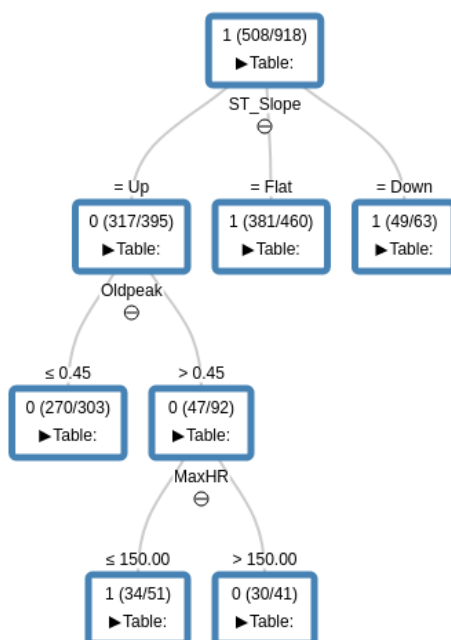 1 (508/918)
▶Table:
ST_Slope
= Up
= Flat
= Down
0 (317/395)
▶Table:
1 (381/460)
▶Table:
1 (49/63)
▶Table:
Oldpeak
≤ 0.45
> 0.45
0 (270/303)
▶Table:
0 (47/92)
▶Table:
MaxHR
≤ 150.00
> 150.00
1 (34/51)
▶Table:
0 (30/41)
▶Table: